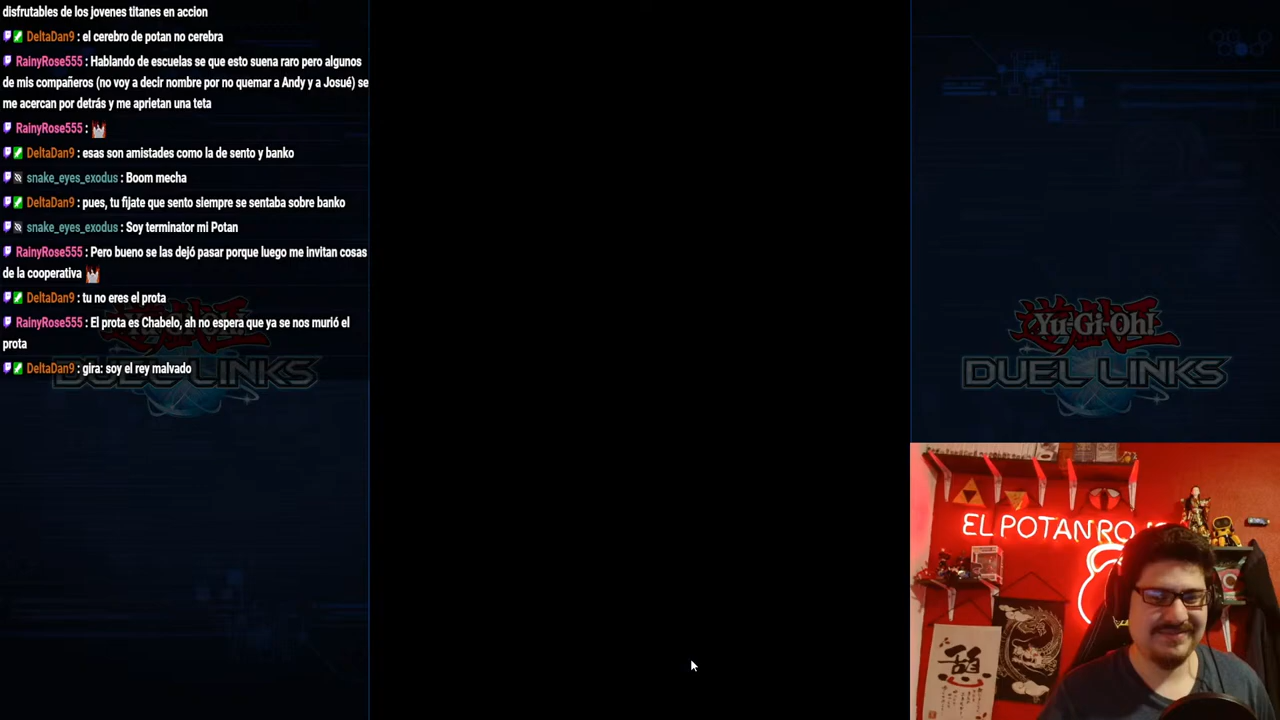 disfrutables de los jovenes titanes en accion
DeltaDan9 : el cerebro de potan no cerebra
RainyRose555 : Hablando de escuelas se que esto suena raro pero algunos
de mis compañeros (no voy a decir nombre por no quemar a Andy y a Josué) se
me acercan por detrás y me aprietan una teta
RainyRose555 :
DeltaDan9 : esas son amistades como la de sento y banko
snake_eyes_exodus : Boom mecha
DeltaDan9 : pues, tu fijate que sento siempre se sentaba sobre banko
snake_eyes_exodus : Soy terminator mi Potan
RainyRose555 : Pero bueno se las dejó pasar porque luego me invitan cosas
de la cooperativa
DeltaDan9 : tu no eres el prota
RainyRose555 : El prota es Chabelo, ah no espera que ya se nos murió el
prota
DeltaDan9 : gira: soy el rey malvado
Yu-Gi-Oh!
DUEL LINKS
Yu-Gi-Oh!
DUEL LINKS
EL POTANRO
憩